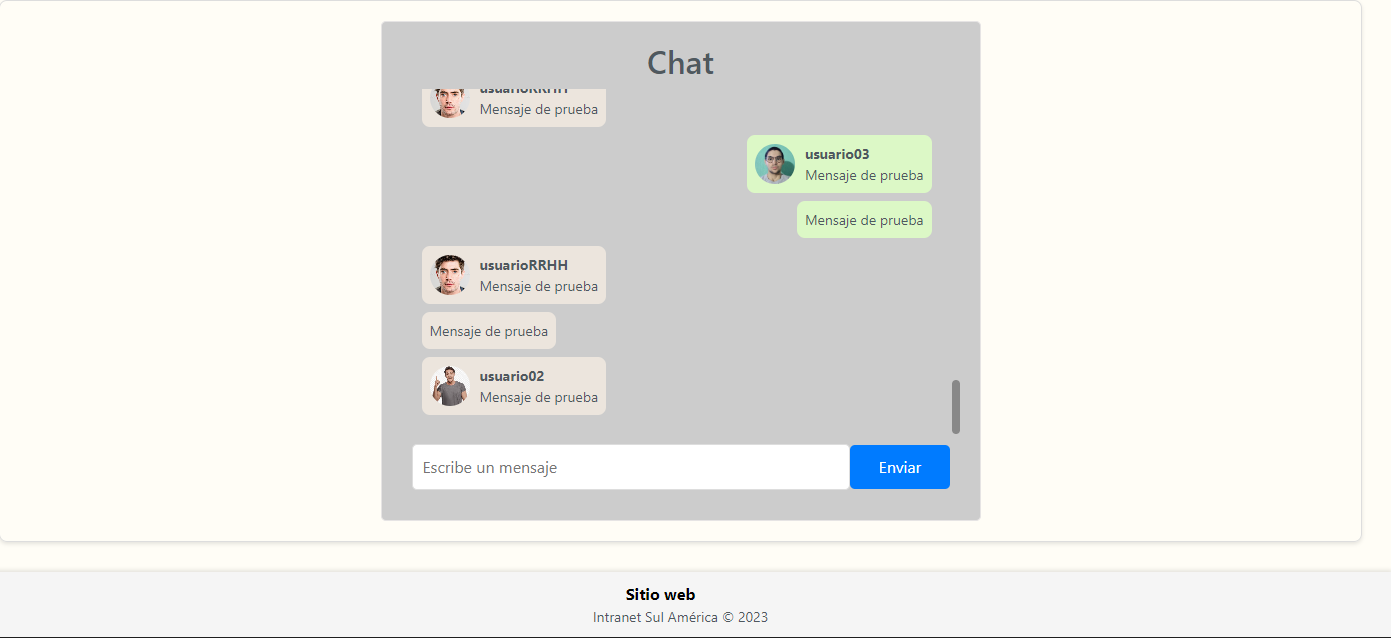 Chat
usuarioRRHH
Mensaje de prueba
usuario03
Mensaje de prueba
Mensaje de prueba
usuarioRRHH
Mensaje de prueba
Mensaje de prueba
usuario02
Mensaje de prueba
Escribe un mensaje
Enviar
Sitio web
Intranet Sul América © 2023